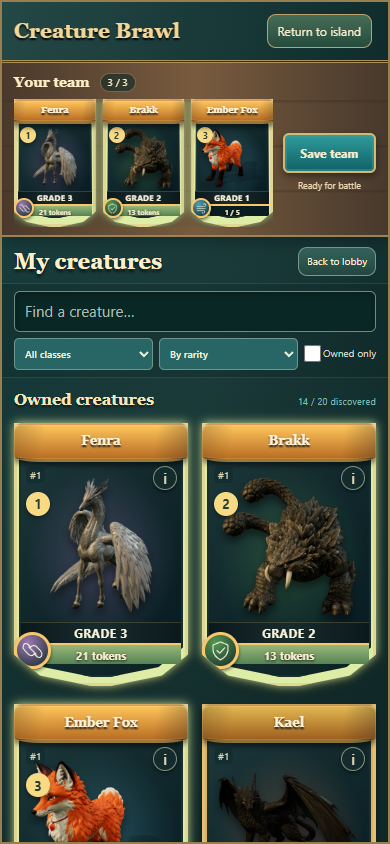 Creature Brawl
Return to island
Your team
3 / 3
Fenra
Brakk
Ember Fox
1
2
3
GRADE 3
GRADE 2
GRADE 1
21 tokens
13 tokens
1 / 5
Save team
Ready for battle
My creatures
Back to lobby
Find a creature...
All classes
By rarity
Owned only
Owned creatures
14 / 20 discovered
Fenra
Brakk
#1
i
#1
i
1
2
GRADE 3
GRADE 2
21 tokens
13 tokens
Ember Fox
Kael
#1
i
#1
i
3